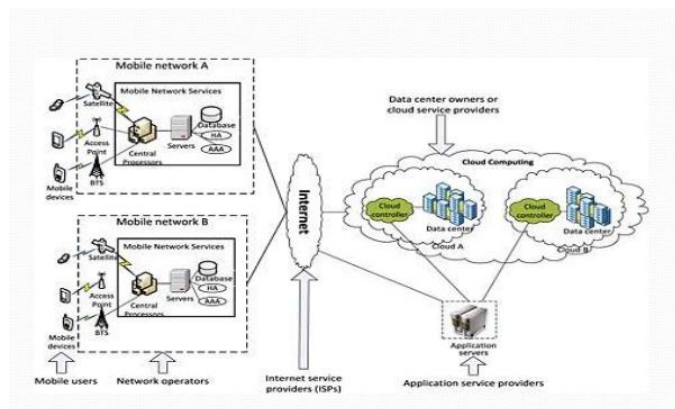 Mobile network A
Mobile Network Services
Satellite
Database
HA
AAA
Access
Point
Servers
Central
Processors
Mobile
devices
BTS
Mobile network B
Mobile Network Services
Satellite
Database
HA
AAA
Access
Point
Servers
Central
Processors
BTS
Mobile
devices
Mobile users
Network operators
Internet
Internet service
providers (ISPs)
Data center owners or
cloud service providers
Cloud Computing
Cloud
controller
Data center
Cloud A
Cloud
controller
Data center
Cloud B
Application
servers
Application service providers